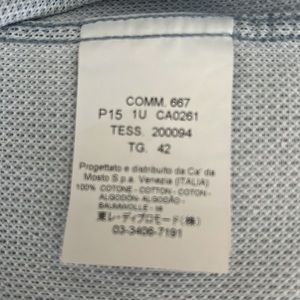 COMM. 667
P15 1U CA0261
TESS. 200094
TG. 42
Progettato e distribuito da Ca' da
Mosto S.p.a. Venezia (ITALIA)
100% COTONE - COTTON - COTON -
ALGODON- ALGODÃO -
BAUMWOLLE -
東レ・ディプロモード(株)
03-3406-7191